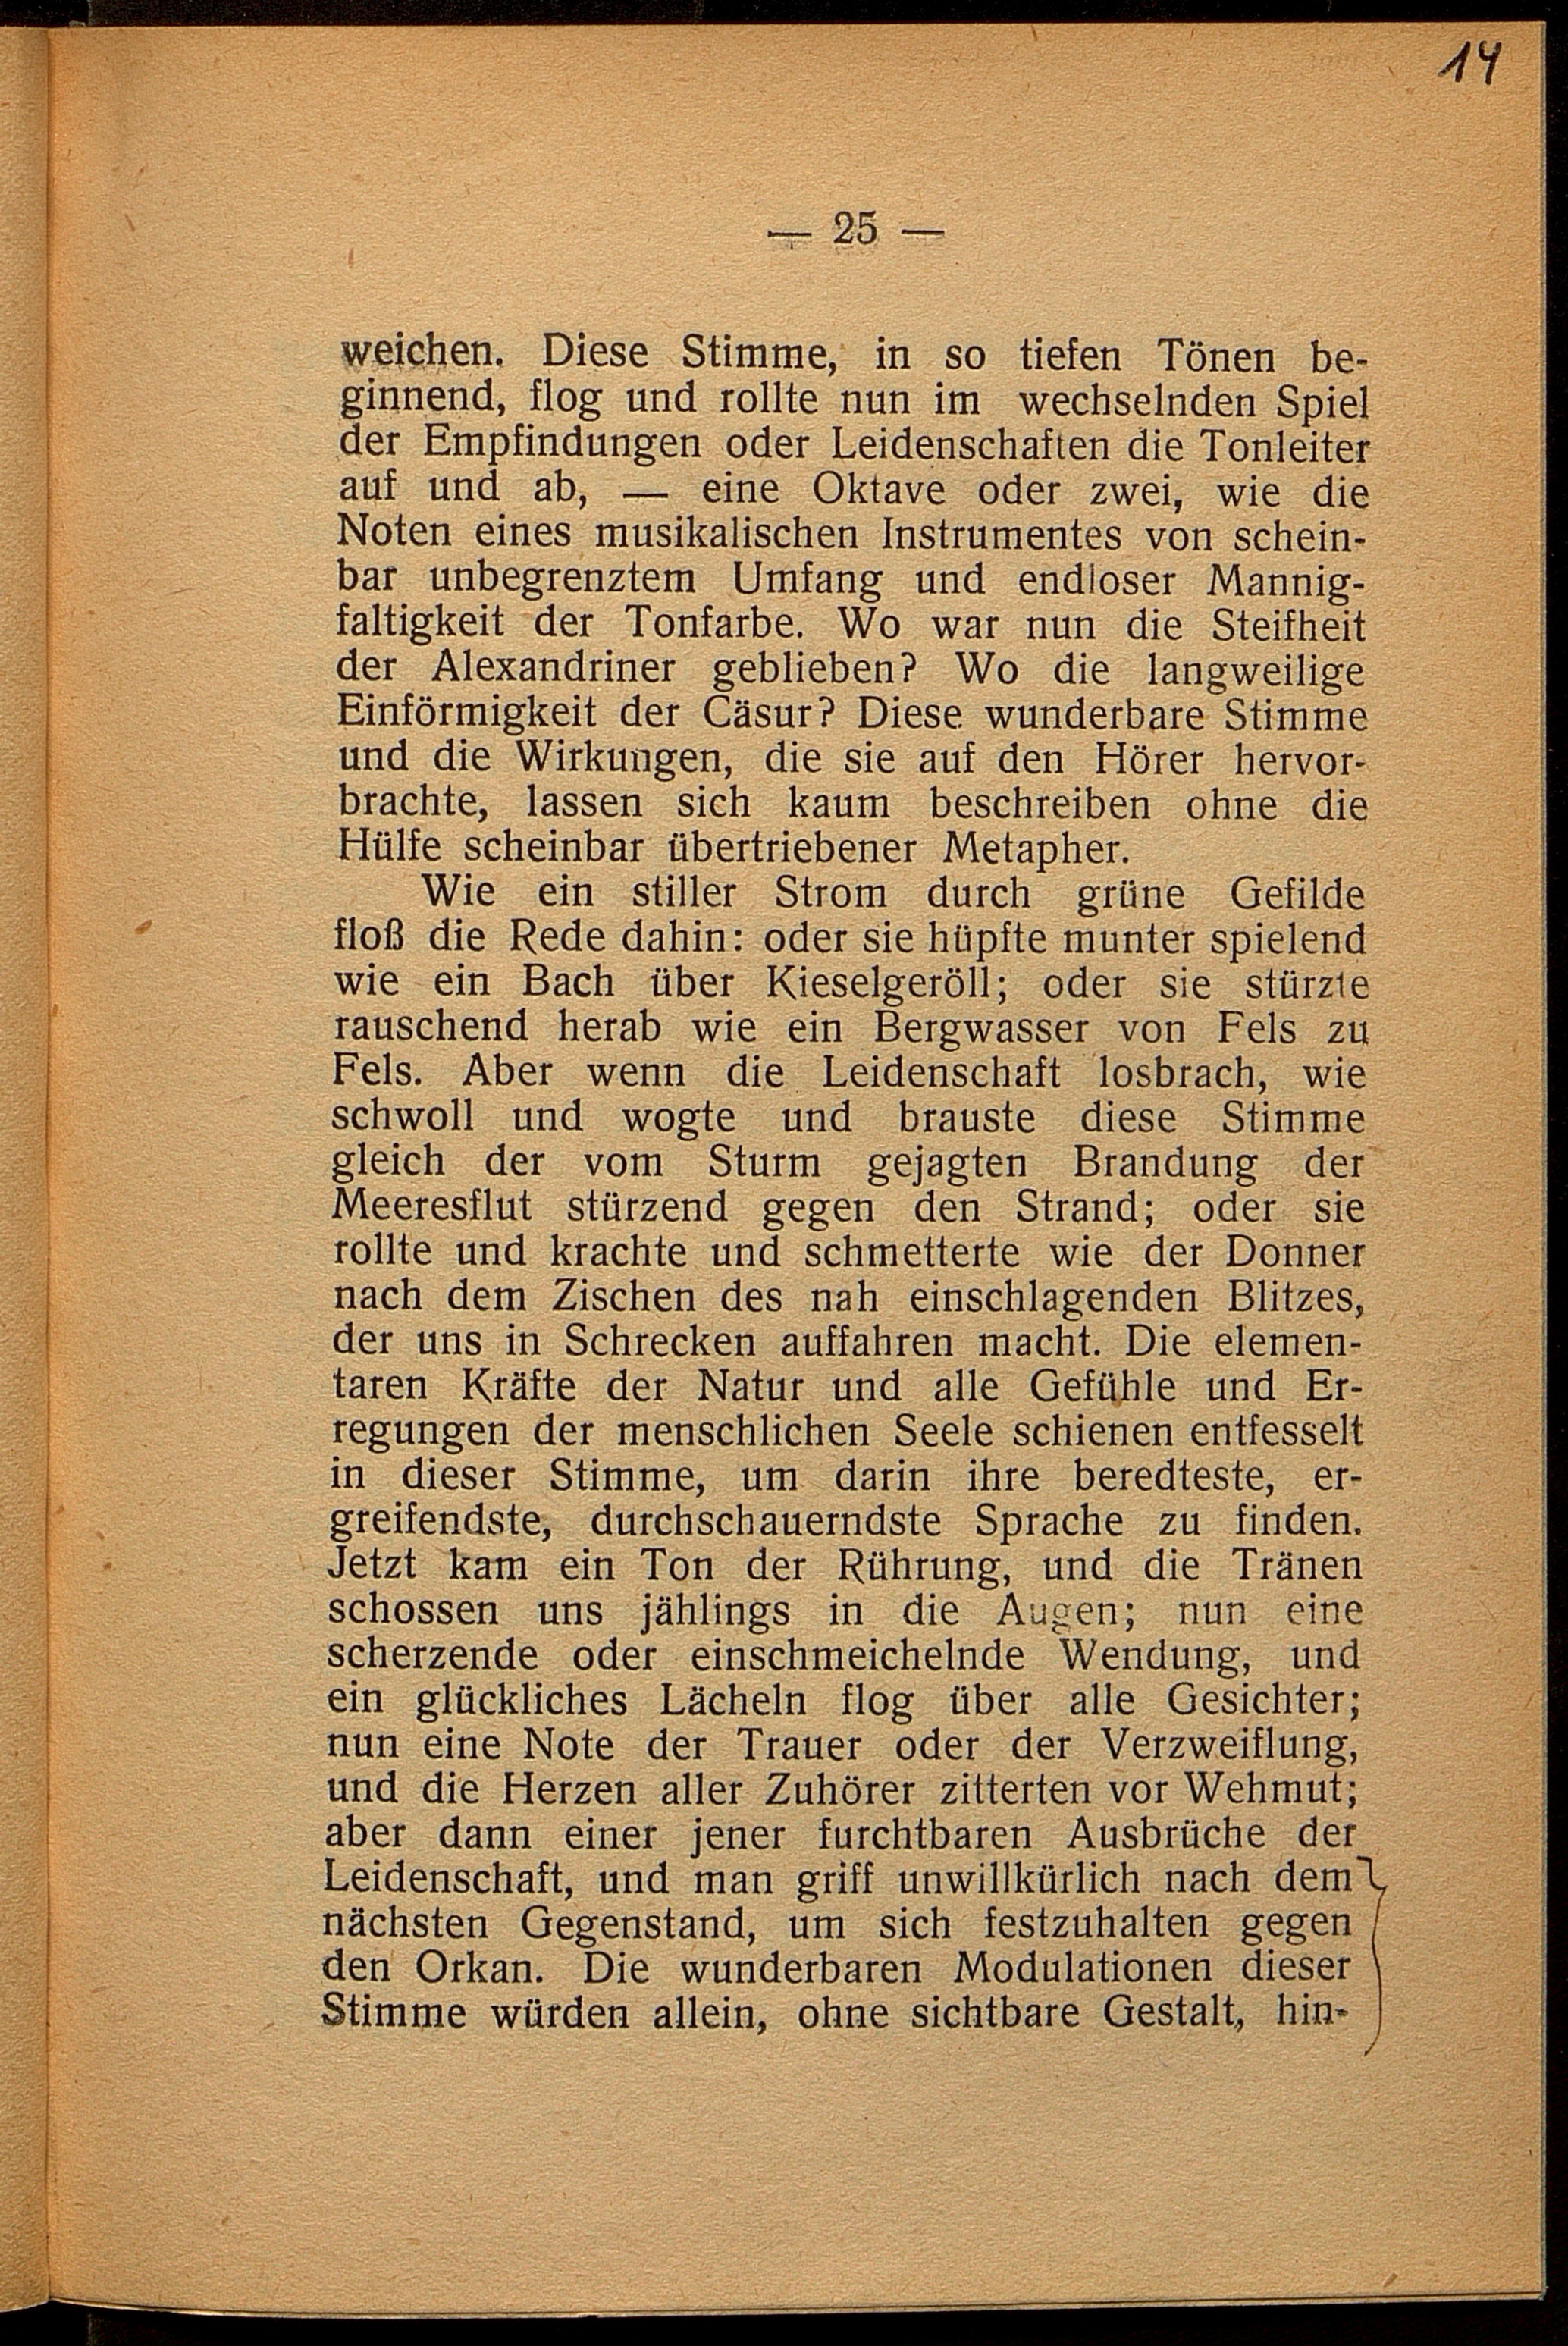 14
— 25 —
weichen. Diese Stimme, in so tiefen Tönen be-
ginnend, flog und rollte nun im wechselnden Spiel
der Empfindungen oder Leidenschaften die Tonleiter
auf und ab, — eine Oktave oder zwei, wie die
Noten eines musikalischen Instrumentes von schein-
bar unbegrenztem Umfang und endloser Mannig-
faltigkeit der Tonfarbe. Wo war nun die Steifheit
der Alexandriner geblieben? Wo die langweilige
Einförmigkeit der Cäsur? Diese wunderbare Stimme
und die Wirkungen, die sie auf den Hörer hervor-
brachte, lassen sich kaum beschreiben ohne die
Hülfe scheinbar übertriebener Metapher.
Wie ein stiller Strom durch grüne Gefilde
floß die Rede dahin: oder sie hüpfte munter spielend
wie ein Bach über Kieselgeröll; oder sie stürzte
rauschend herab wie ein Bergwasser von Fels zu
Fels. Aber wenn die Leidenschaft losbrach, wie
schwoll und wogte und brauste diese Stimme
gleich der vom Sturm gejagten Brandung der
Meeresflut stürzend gegen den Strand; oder sie
rollte und krachte und schmetterte wie der Donner
nach dem Zischen des nah einschlagenden Blitzes,
der uns in Schrecken auffahren macht. Die elemen-
taren Kräfte der Natur und alle Gefühle und Er-
regungen der menschlichen Seele schienen entfesselt
in dieser Stimme, um darin ihre beredteste, er-
greifendste, durchschauerndste Sprache zu finden.
Jetzt kam ein Ton der Rührung, und die Tränen
schossen uns jählings in die Augen; nun eine
scherzende oder einschmeichelnde Wendung, und
ein glückliches Lächeln flog über alle Gesichter;
nun eine Note der Trauer oder der Verzweiflung,
und die Herzen aller Zuhörer zitterten vor Wehmut;
aber dann einer jener furchtbaren Ausbrüche der
Leidenschaft, und man griff unwillkürlich nach dem
nächsten Gegenstand, um sich festzuhalten gegen
den Orkan. Die wunderbaren Modulationen dieser
Stimme würden allein, ohne sichtbare Gestalt, hin-